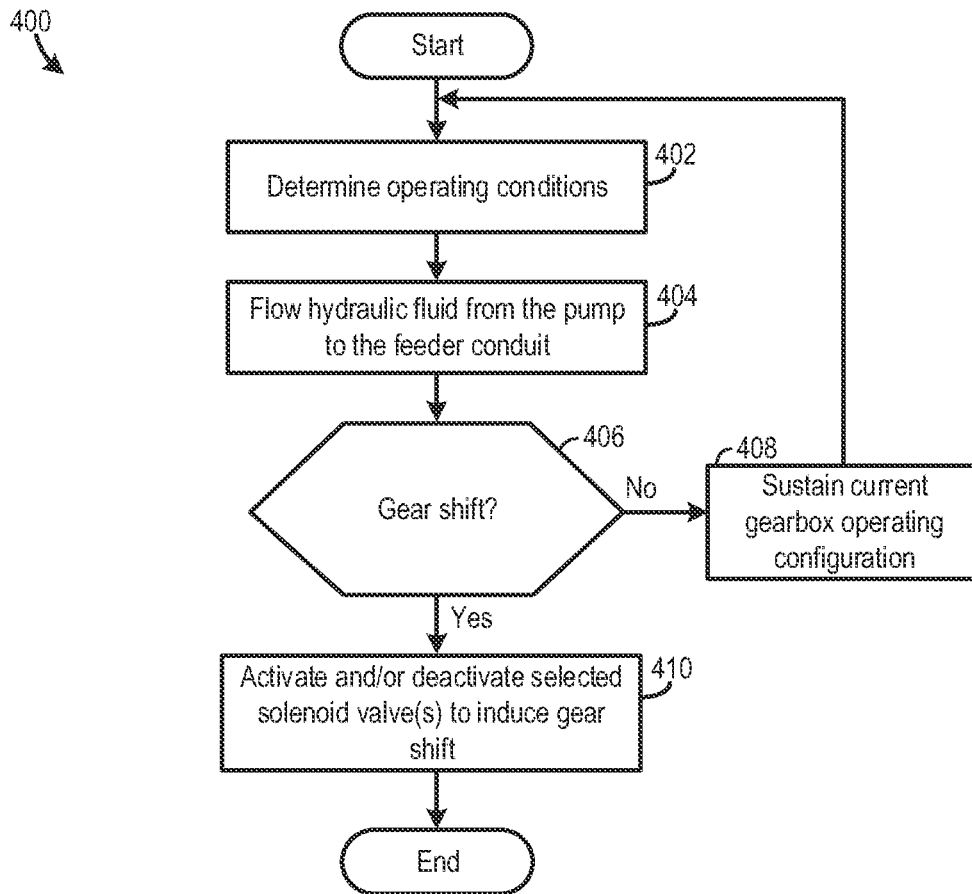 400
Start
Determine operating conditions
402
Flow hydraulic fluid from the pump
to the feeder conduit
404
Gear shift?
406
No
408
Sustain current
gearbox operating
configuration
Yes
Activate and/or deactivate selected
solenoid valve(s) to induce gear
shift
410
End